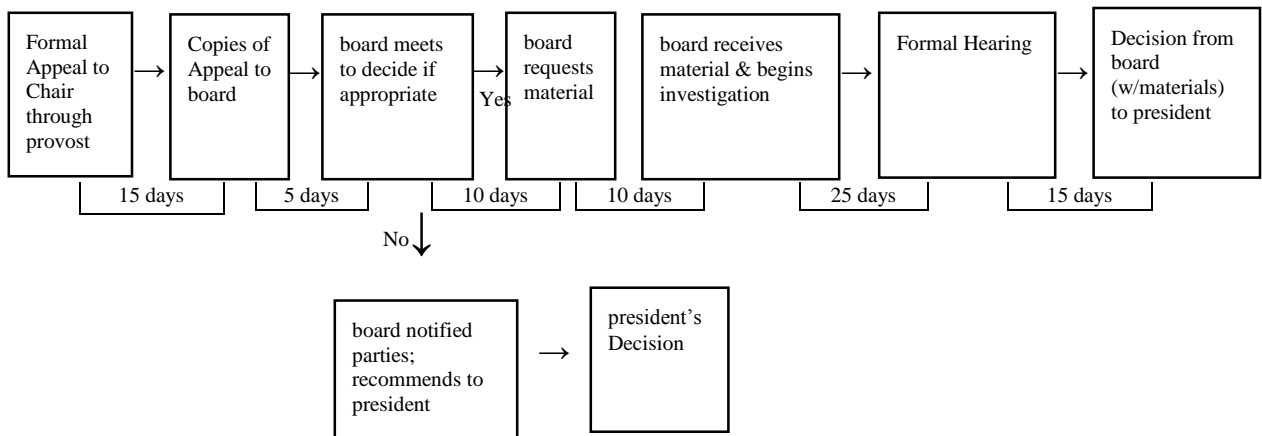 Formal
Appeal to
Chair
through
provost
Copies of
Appeal to
board
board meets
to decide if
appropriate
Yes
board
requests
material
board receives
material & begins
investigation
Formal Hearing
Decision from
board
(w/materials)
to president
15 days
5 days
10 days
10 days
25 days
15 days
No
board notified
parties;
recommends to
president
president’s
Decision